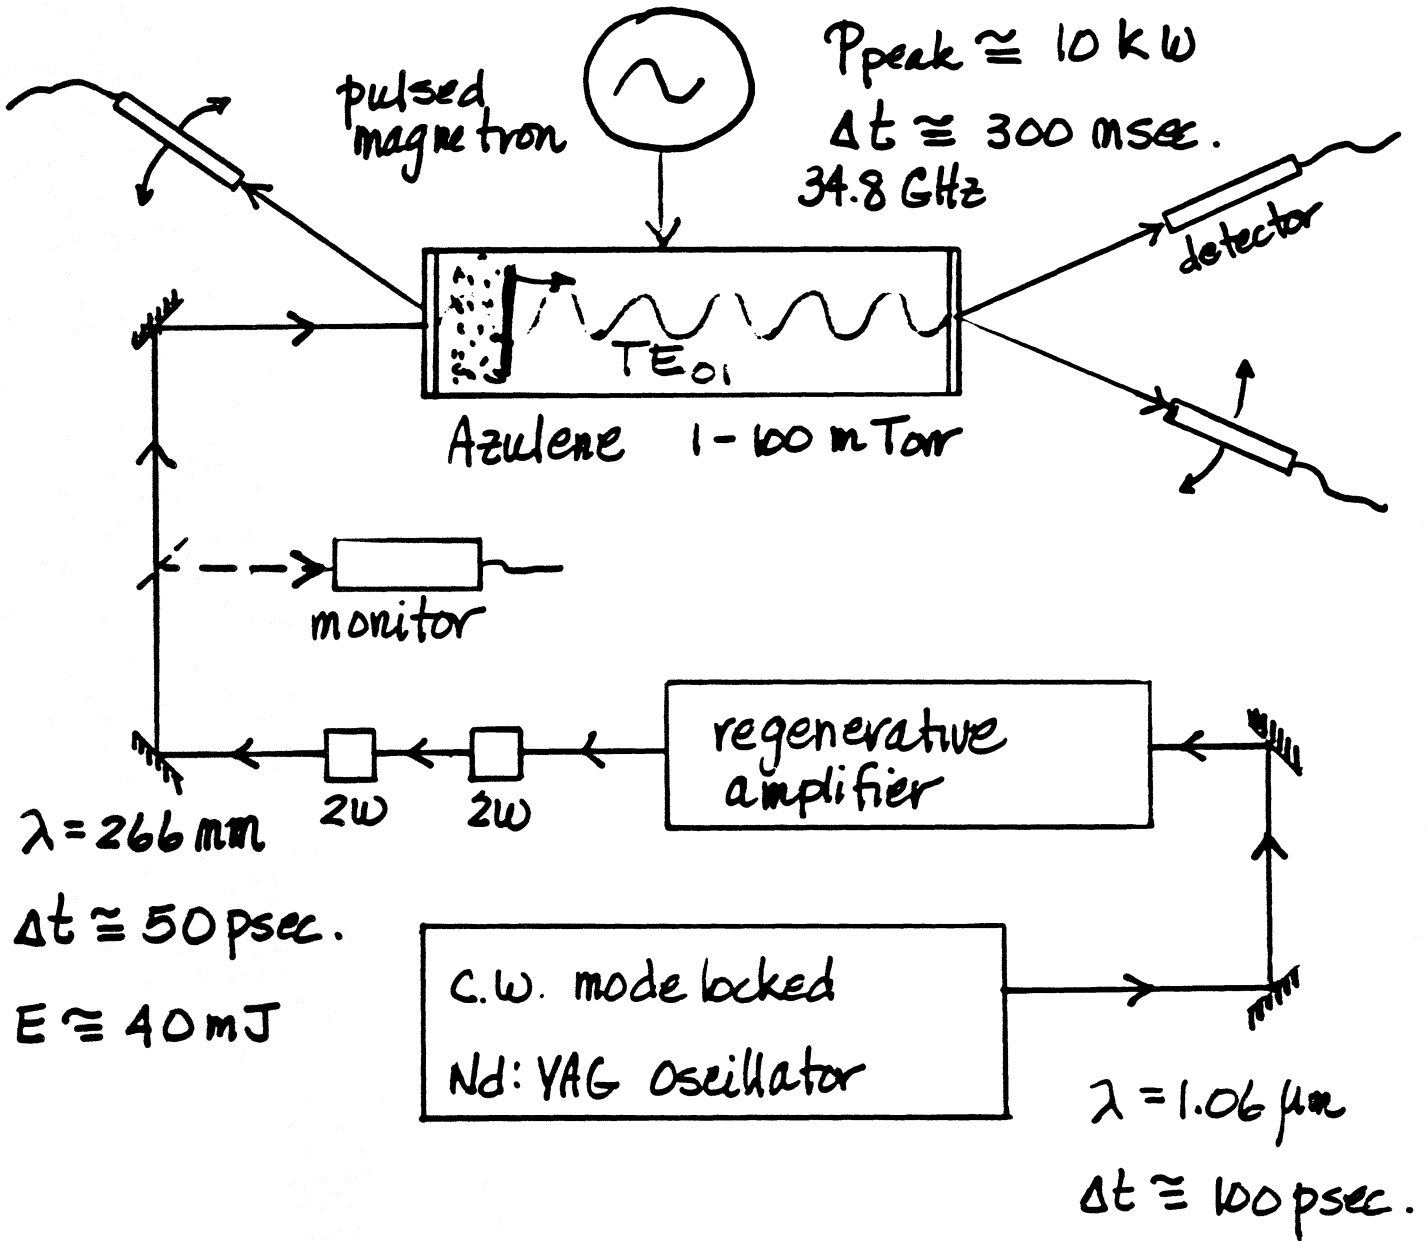 pulsed
magnetron
Ppeak ≅ 10 kW
Δt ≅ 300 msec.
34.8 GHz
detector
TE01
Azulene 1-100 mTorr
monitor
regenerative
amplifier
2ω 2ω
λ = 266 nm
Δt ≅ 50 psec.
E ≅ 40 mJ
C.W. mode locked
Nd: YAG oscillator
λ = 1.06 μm
Δt ≅ 100 psec.